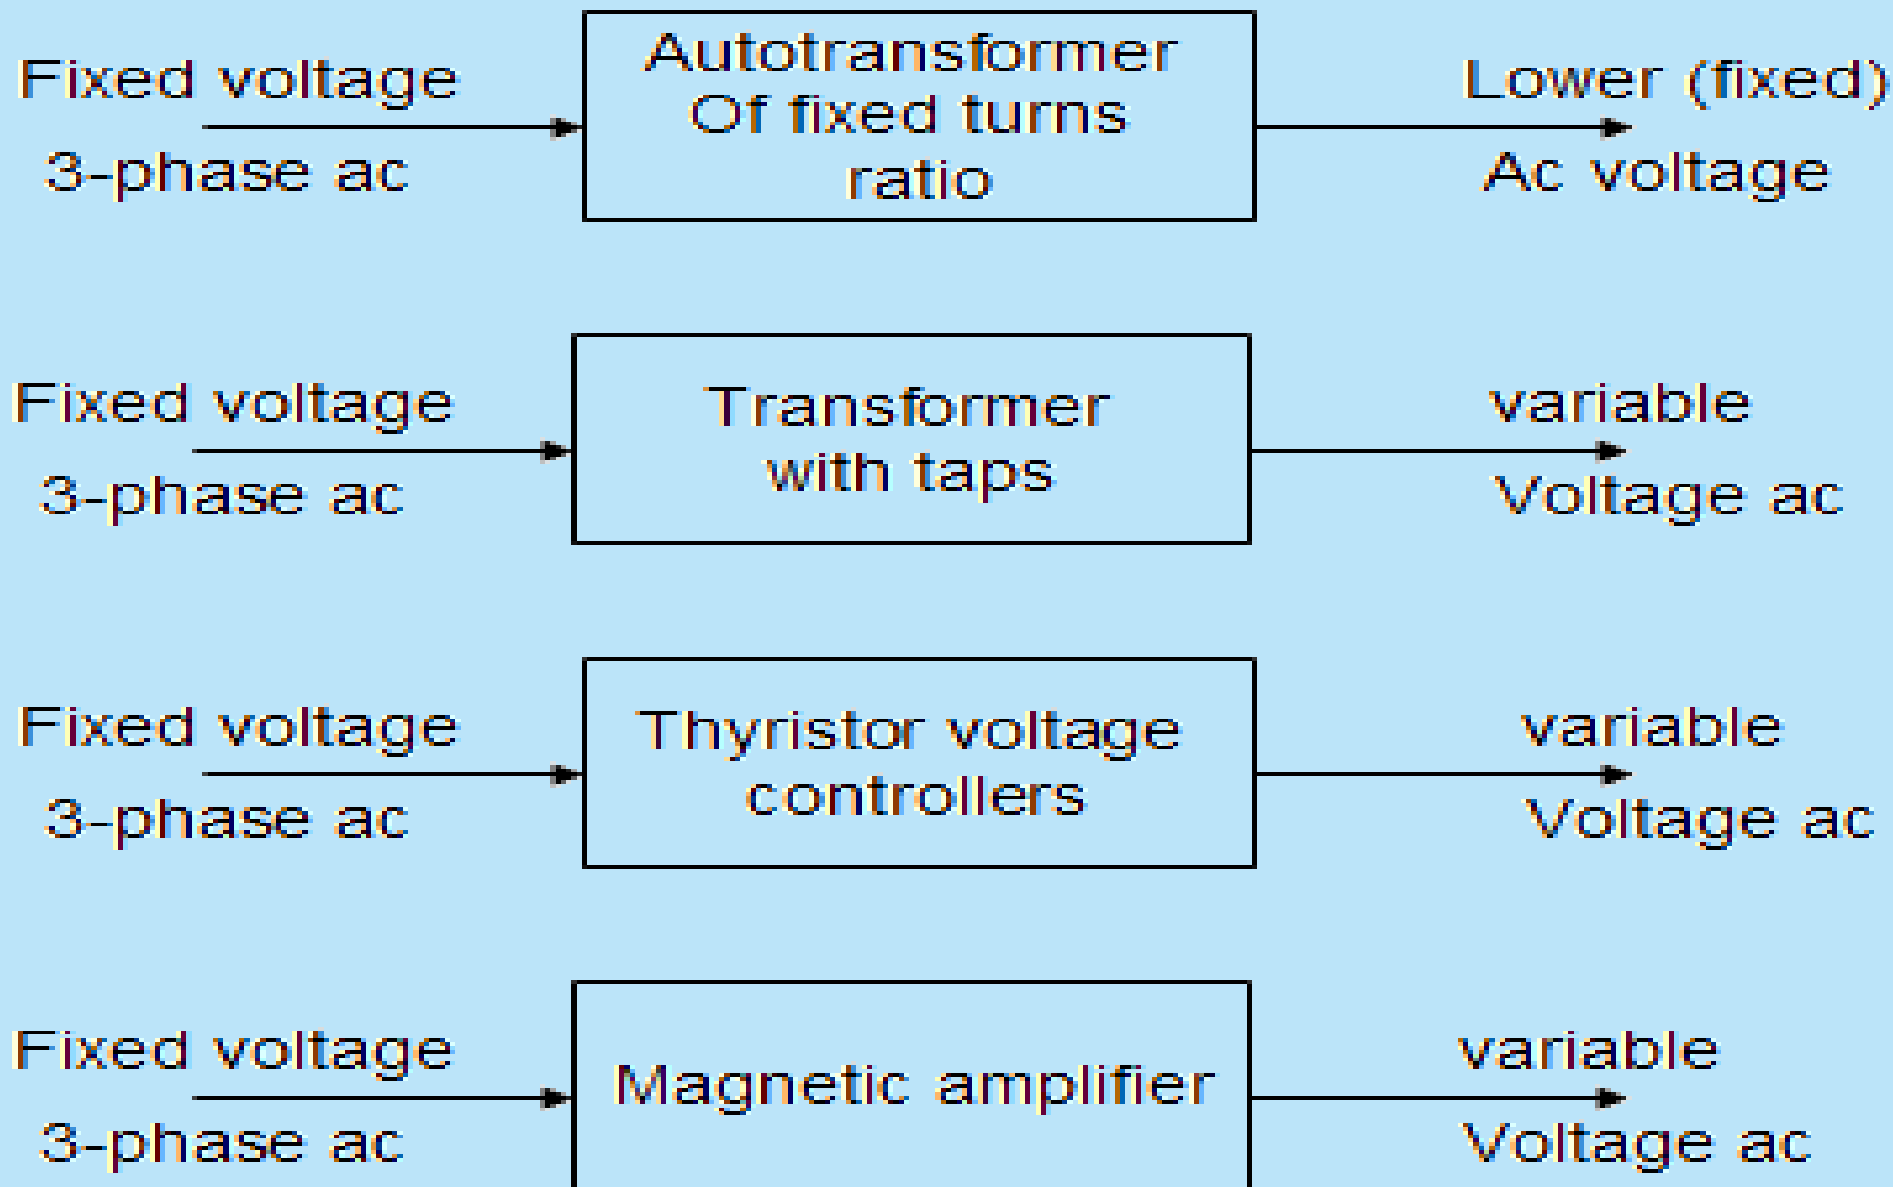 Fixed voltage
3-phase ac
Autotransformer
Of fixed turns
ratio
Lower (fixed)
Ac voltage
Fixed voltage
3-phase ac
Transformer
with taps
variable
Voltage ac
Fixed voltage
3-phase ac
Thyristor voltage
controllers
variable
Voltage ac
Fixed voltage
3-phase ac
Magnetic amplifier
variable
Voltage ac